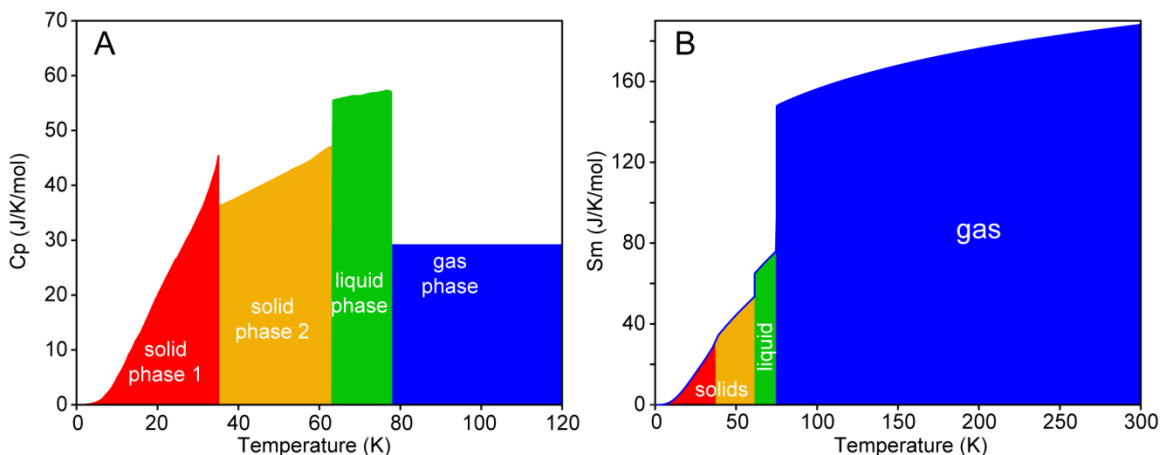 A
Cp (J/K/mol)
70
60
50
40
30
20
10
0
solid
phase 1
solid
phase 2
liquid
phase
gas
phase
0 20 40 60 80 100 120
Temperature (K)
B
Sm (J/K/mol)
160
120
80
40
0
solids
liquid
gas
0 50 100 150 200 250 300
Temperature (K)